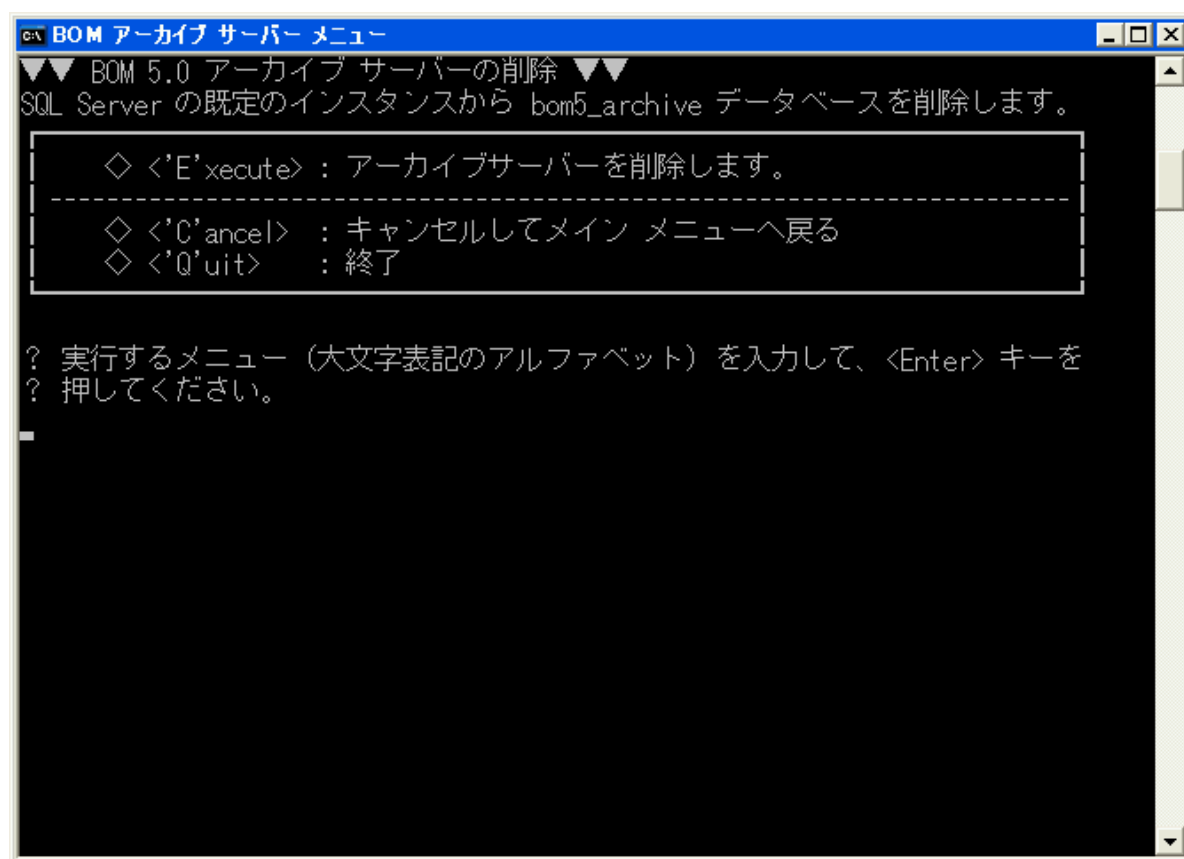 BOM アーカイブ サーバー メニュー
▼▼ BOM 5.0 アーカイブ サーバーの削除 ▼▼
SQL Server の既定のインスタンスから bom5_archive データベースを削除します。
◇ <'E'xecute> : アーカイブサーバーを削除します。
◇ <'C'ancel> : キャンセルしてメイン メニューへ戻る
◇ <'Q'uit> : 終了
? 実行するメニュー（大文字表記のアルファベット）を入力して、<Enter> キーを
? 押してください。